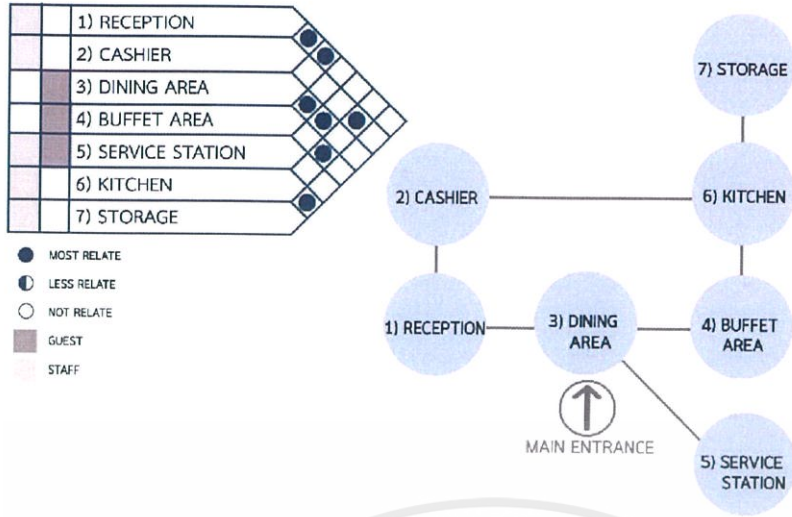 1) RECEPTION
2) CASHIER
3) DINING AREA
4) BUFFET AREA
5) SERVICE STATION
6) KITCHEN
7) STORAGE
MOST RELATE
LESS RELATE
NOT RELATE
GUEST
STAFF
7) STORAGE
2) CASHIER
6) KITCHEN
1) RECEPTION
3) DINING
AREA
4) BUFFET
AREA
MAIN ENTRANCE
5) SERVICE
STATION